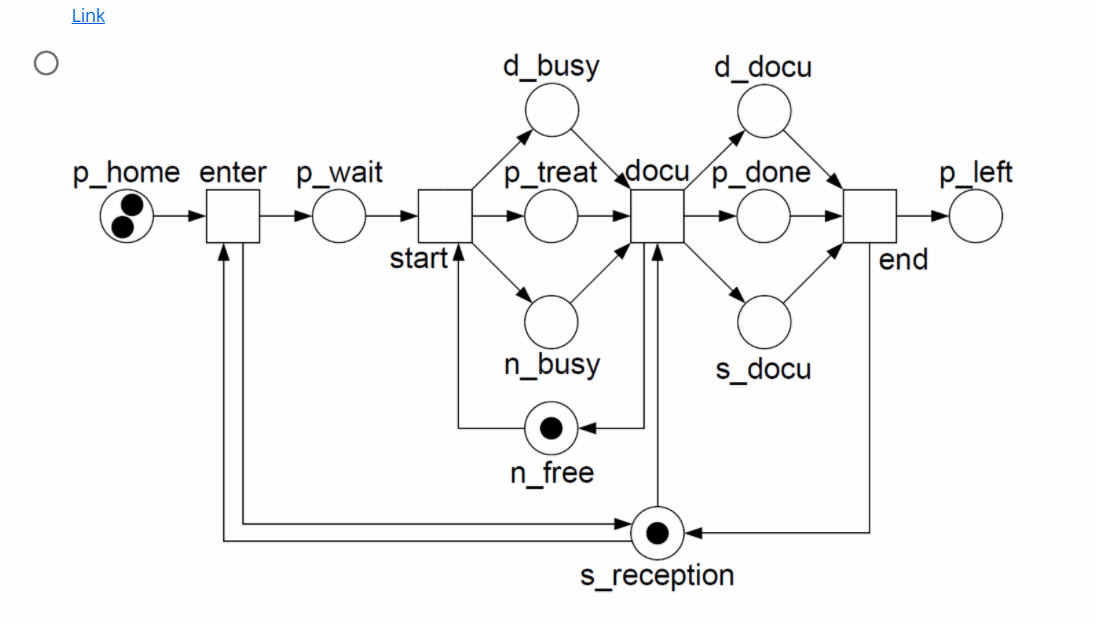 Link
d_busy
d_docu
p_home
enter
p_wait
p_treat
docu
p_done
p_left
start
end
n_busy
s_docu
n_free
s_reception